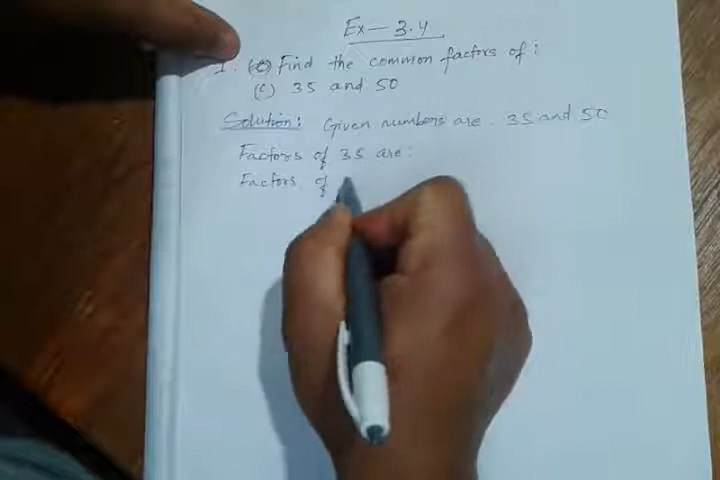 Ex - 3.4
1. Find the common factors of:
(c) 35 and 50
Solution: Given numbers are. 35 and 50
Factors of 35 are:
Factors of